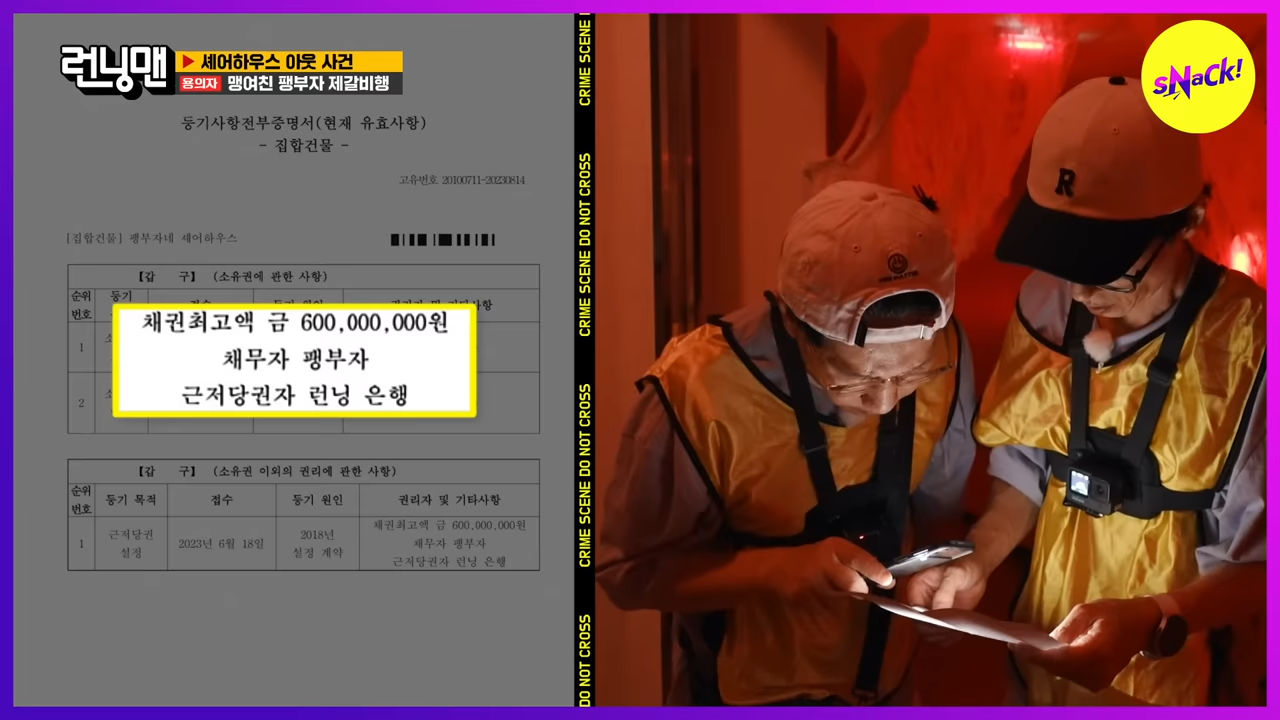 런닝맨
▶ 셰어하우스 아웃 사건
용의자 맹여친 팽부자 제갈비행
등기사항전부증명서(현재 유효사항)
- 집합건물 -
고유번호 20100711-20230814
[집합건물] 팽부자네 셰어하우스
【갑 구】 (소유권에 관한 사항)
순위
번호
등기
1
2
채권최고액 금 600,000,000원
채무자 팽부자
근저당권자 런닝 은행
【갑 구】 (소유권 이외의 권리에 관한 사항)
순위
번호
등기 목적
접수
등기 원인
권리자 및 기타사항
1
근저당권
설정
2023년 6월 18일
2018년
설정 계약
채권최고액 금 600,000,000원
채무자 팽부자
근저당권자 런닝 은행
CRIME SCENE D
CRIME SCENE DO NOT CROSS
CRIME SCENE DO NOT CROSS
DO NOT CROSS
sNaCk!
R